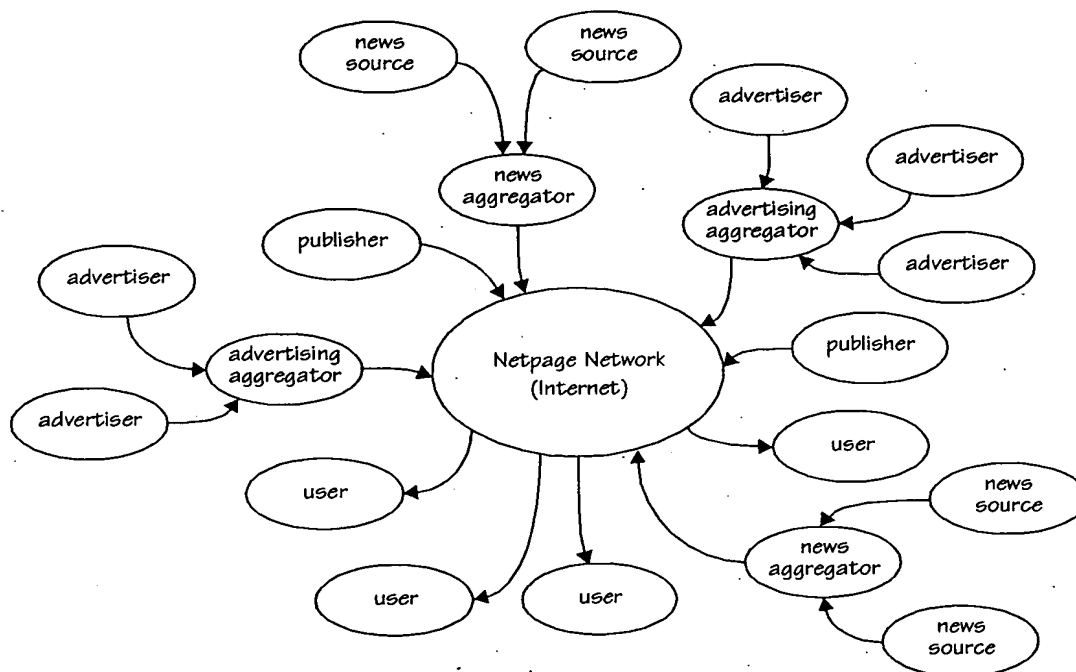 news
source
news
source
advertiser
advertiser
news
aggregator
advertising
aggregator
publisher
advertiser
advertiser
publisher
advertising
aggregator
Netpage Network
(Internet)
advertiser
user
user
news
source
news
aggregator
user
user
news
source